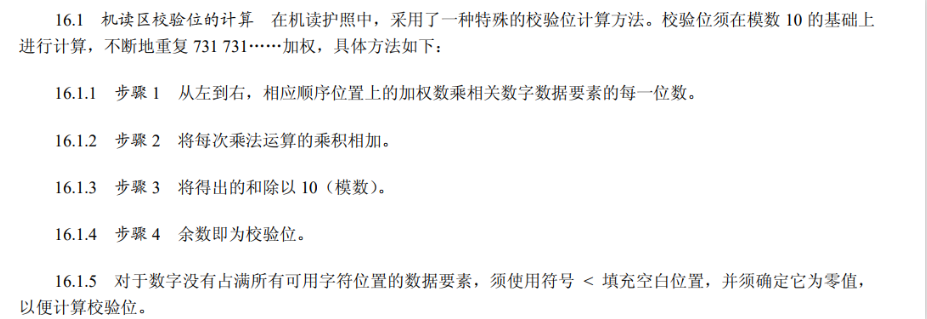 16.1 机读区校验位的计算 在机读护照中，采用了一种特殊的校验位计算方法。校验位须在模数 10 的基础上
进行计算，不断地重复 731 731……加权，具体方法如下：
16.1.1 步骤 1 从左到右，相应顺序位置上的加权数乘相关数字数据要素的每一位数。
16.1.2 步骤 2 将每次乘法运算的乘积相加。
16.1.3 步骤 3 将得出的和除以 10（模数）。
16.1.4 步骤 4 余数即为校验位。
16.1.5 对于数字没有占满所有可用字符位置的数据要素，须使用符号 < 填充空白位置，并须确定它为零值，
以便计算校验位。